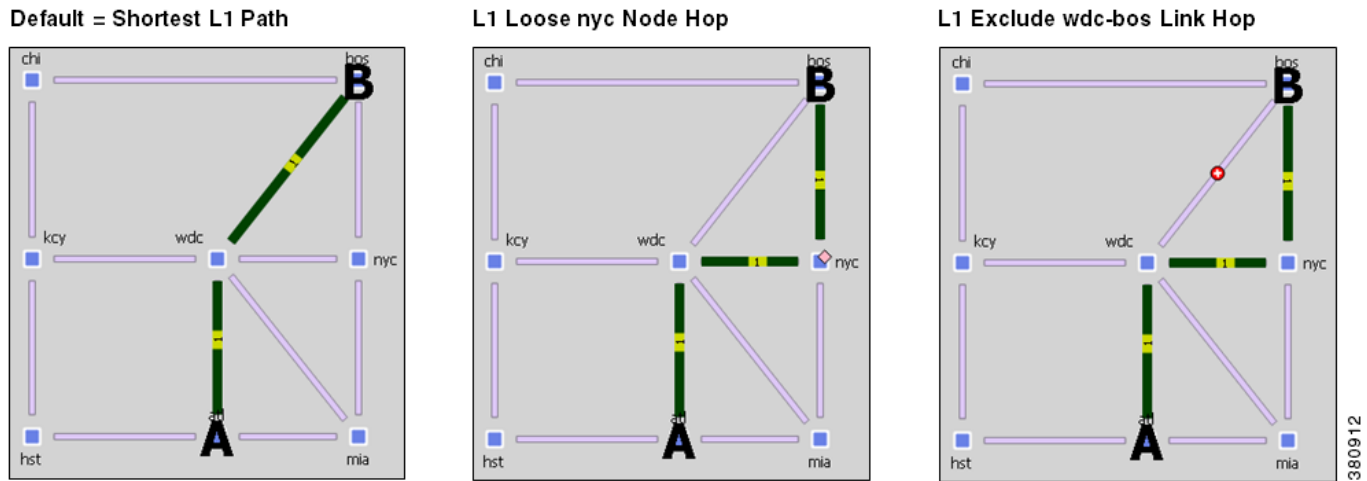 Default = Shortest L1 Path
chi
bos
B
1
kcy
wdc
nyc
1
A
hst
mia
L1 Loose nyc Node Hop
chi
bos
B
1
kcy
wdc
1
nyc
1
A
hst
mia
L1 Exclude wdc-bos Link Hop
chi
bos
B
1
kcy
wdc
1
nyc
1
A
hst
mia
380912